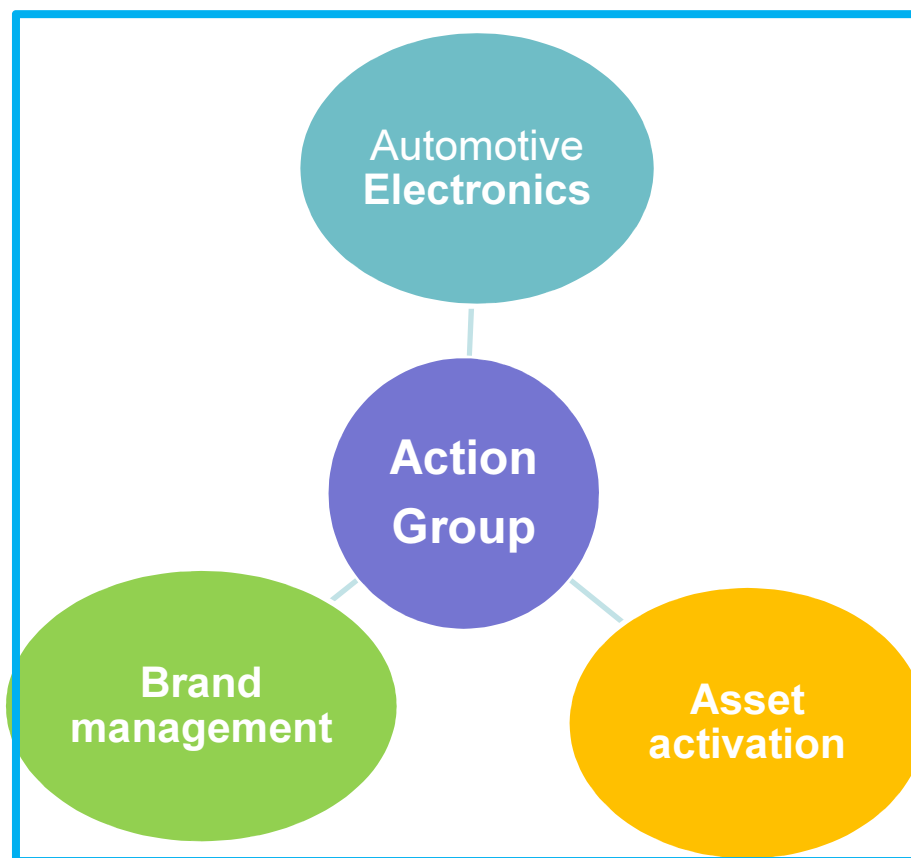 Automotive
Electronics
Action
Group
Brand
management
Asset
activation